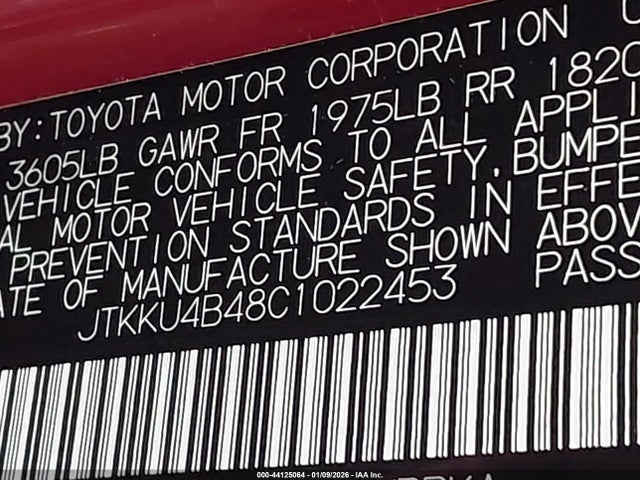 BY: TOYOTA MOTOR CORPORATION
3605LB GAWR FR 1975LB RR 1820
VEHICLE CONFORMS TO ALL APPLI
AL MOTOR VEHICLE SAFETY, BUMPE
PREVENTION STANDARDS IN EFFE
ATE OF MANUFACTURE SHOWN ABOV
JTKKU4B48C1022453 PASS
000-44125064 - 01/09/2026 - IAA Inc.